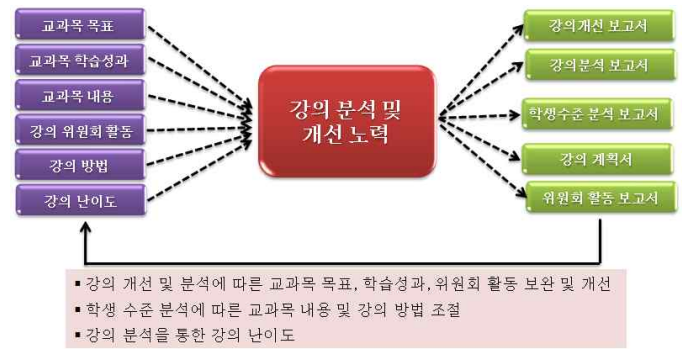 교과목 목표
교과목 학습성과
교과목 내용
강의 위원회 활동
강의 방법
강의 난이도
강의 분석 및
개선 노력
강의개선 보고서
강의분석 보고서
학생수준 분석 보고서
강의 계획서
위원회 활동 보고서
▪ 강의 개선 및 분석에 따른 교과목 목표, 학습성과, 위원회 활동 보완 및 개선
▪ 학생 수준 분석에 따른 교과목 내용 및 강의 방법 조절
▪ 강의 분석을 통한 강의 난이도